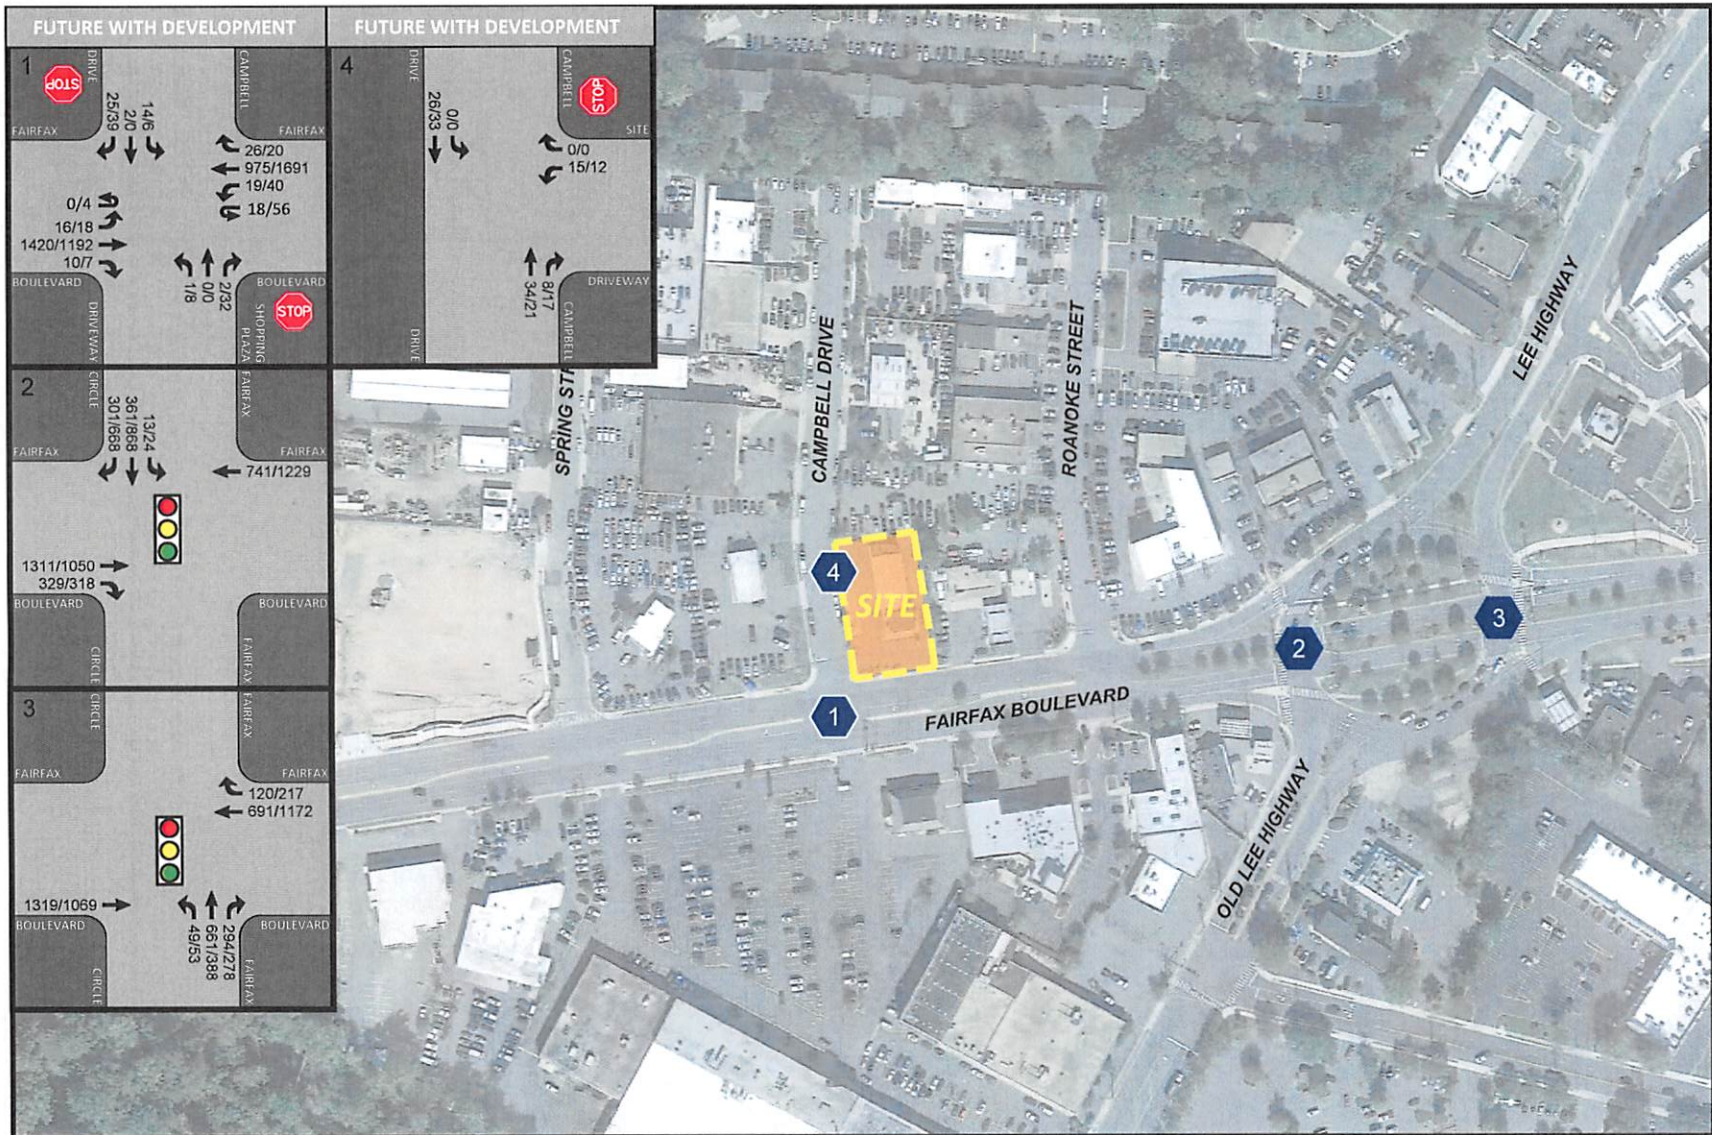 FUTURE WITH DEVELOPMENT
1
STOP
DRIVE
CAMPBELL
FAIRFAX
FAIRFAX
25/39
2/0
14/6
26/20
975/1691
19/40
18/56
0/4
16/18
1420/1192
10/7
1/8
0/0
2/32
BOULEVARD
BOULEVARD
DRIVEWAY
SHOPPING
PLAZA
STOP
FUTURE WITH DEVELOPMENT
4
DRIVE
CAMPBELL
STOP
SITE
26/33
0/0
0/0
15/12
34/21
8/17
DRIVEWAY
DRIVE
CAMPBELL
2
CIRCLE
FAIRFAX
FAIRFAX
FAIRFAX
301/668
361/868
13/24
741/1229
1311/1050
329/318
BOULEVARD
BOULEVARD
CIRCLE
FAIRFAX
3
CIRCLE
FAIRFAX
FAIRFAX
FAIRFAX
120/217
691/1172
1319/1069
49/53
661/388
294/278
BOULEVARD
BOULEVARD
CIRCLE
FAIRFAX
SPRING STR
CAMPBELL DRIVE
ROANOKE STREET
LEE HIGHWAY
4
SITE
3
2
1
FAIRFAX BOULEVARD
OLD LEE HIGHWAY